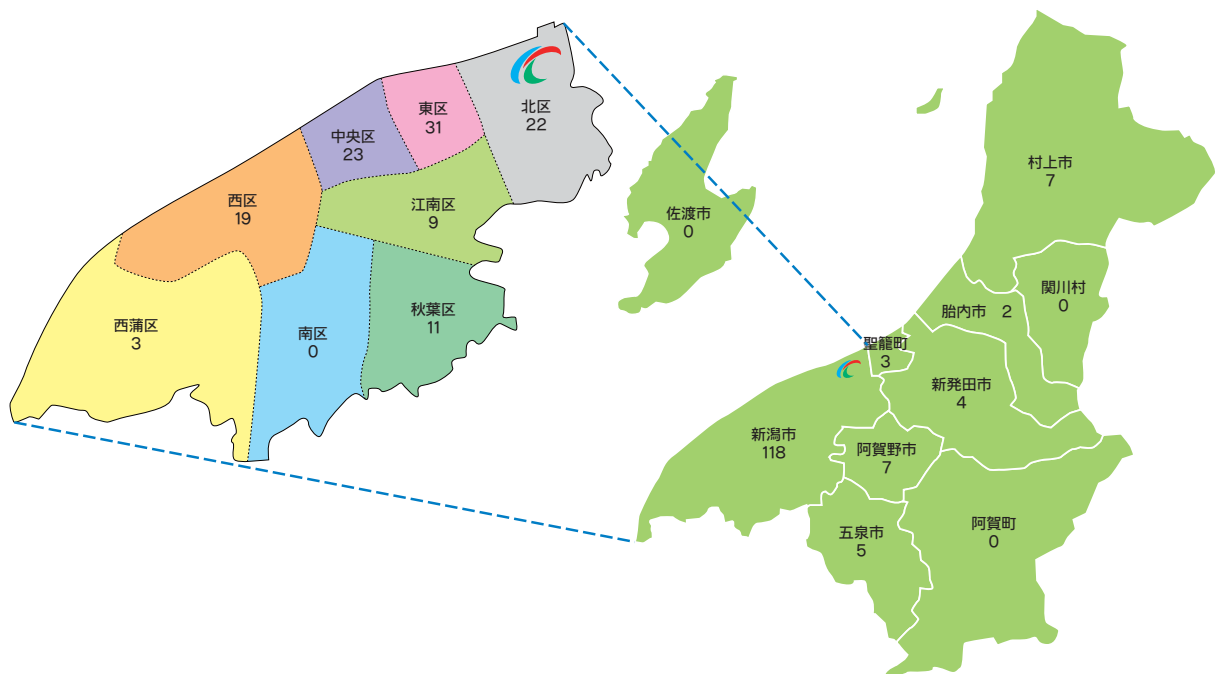 北区
22
東区
31
中央区
23
西区
19
江南区
9
西蒲区
3
南区
0
秋葉区
11
佐渡市
0
村上市
7
関川村
0
胎内市 2
聖籠町
3
新発田市
4
新潟市
118
阿賀野市
7
五泉市
5
阿賀町
0